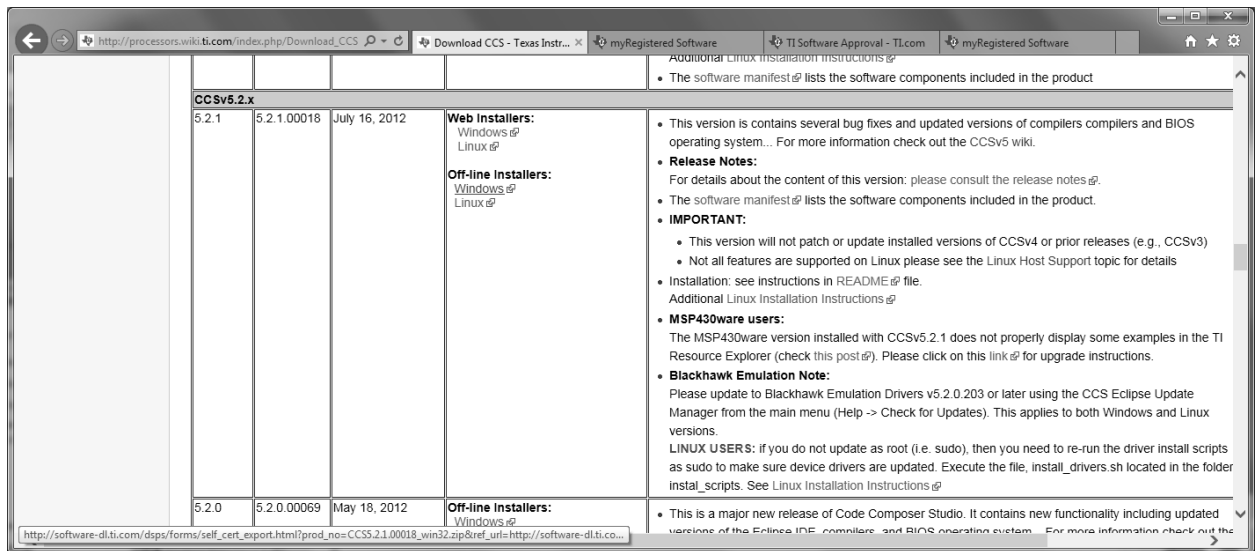 http://processors.wiki.ti.com/index.php/Download_CCS
Download CCS - Texas Instr...
myRegistered Software
TI Software Approval - TI.com
myRegistered Software
Additional Linux Installation Instructions
• The software manifest lists the software components included in the product
CCSv5.2.x
5.2.1
5.2.1.00018
July 16, 2012
Web Installers:
Windows
Linux
Off-line Installers:
Windows
Linux
• This version is contains several bug fixes and updated versions of compilers compilers and BIOS
operating system... For more information check out the CCSv5 wiki.
• Release Notes:
For details about the content of this version: please consult the release notes.
• The software manifest lists the software components included in the product.
• IMPORTANT:
• This version will not patch or update installed versions of CCSv4 or prior releases (e.g., CCSv3)
• Not all features are supported on Linux please see the Linux Host Support topic for details
• Installation: see instructions in README file.
Additional Linux Installation Instructions
• MSP430ware users:
The MSP430ware version installed with CCSv5.2.1 does not properly display some examples in the TI
Resource Explorer (check this post). Please click on this link for upgrade instructions.
• Blackhawk Emulation Note:
Please update to Blackhawk Emulation Drivers v5.2.0.203 or later using the CCS Eclipse Update
Manager from the main menu (Help -> Check for Updates). This applies to both Windows and Linux
versions.
LINUX USERS: if you do not update as root (i.e. sudo), then you need to re-run the driver install scripts
as sudo to make sure device drivers are updated. Execute the file, install_drivers.sh located in the folder
instal_scripts. See Linux Installation Instructions
5.2.0
5.2.0.00069
May 18, 2012
Off-line Installers:
Windows
• This is a major new release of Code Composer Studio. It contains new functionality including updated
versions of the Eclipse IDE, compilers, and BIOS operating system... For more information check out the
http://software-dl.ti.com/dsps/forms/self_cert_export.html?prod_no=CCS5.2.1.00018_win32.zip&ref_url=http://software-dl.ti.co...